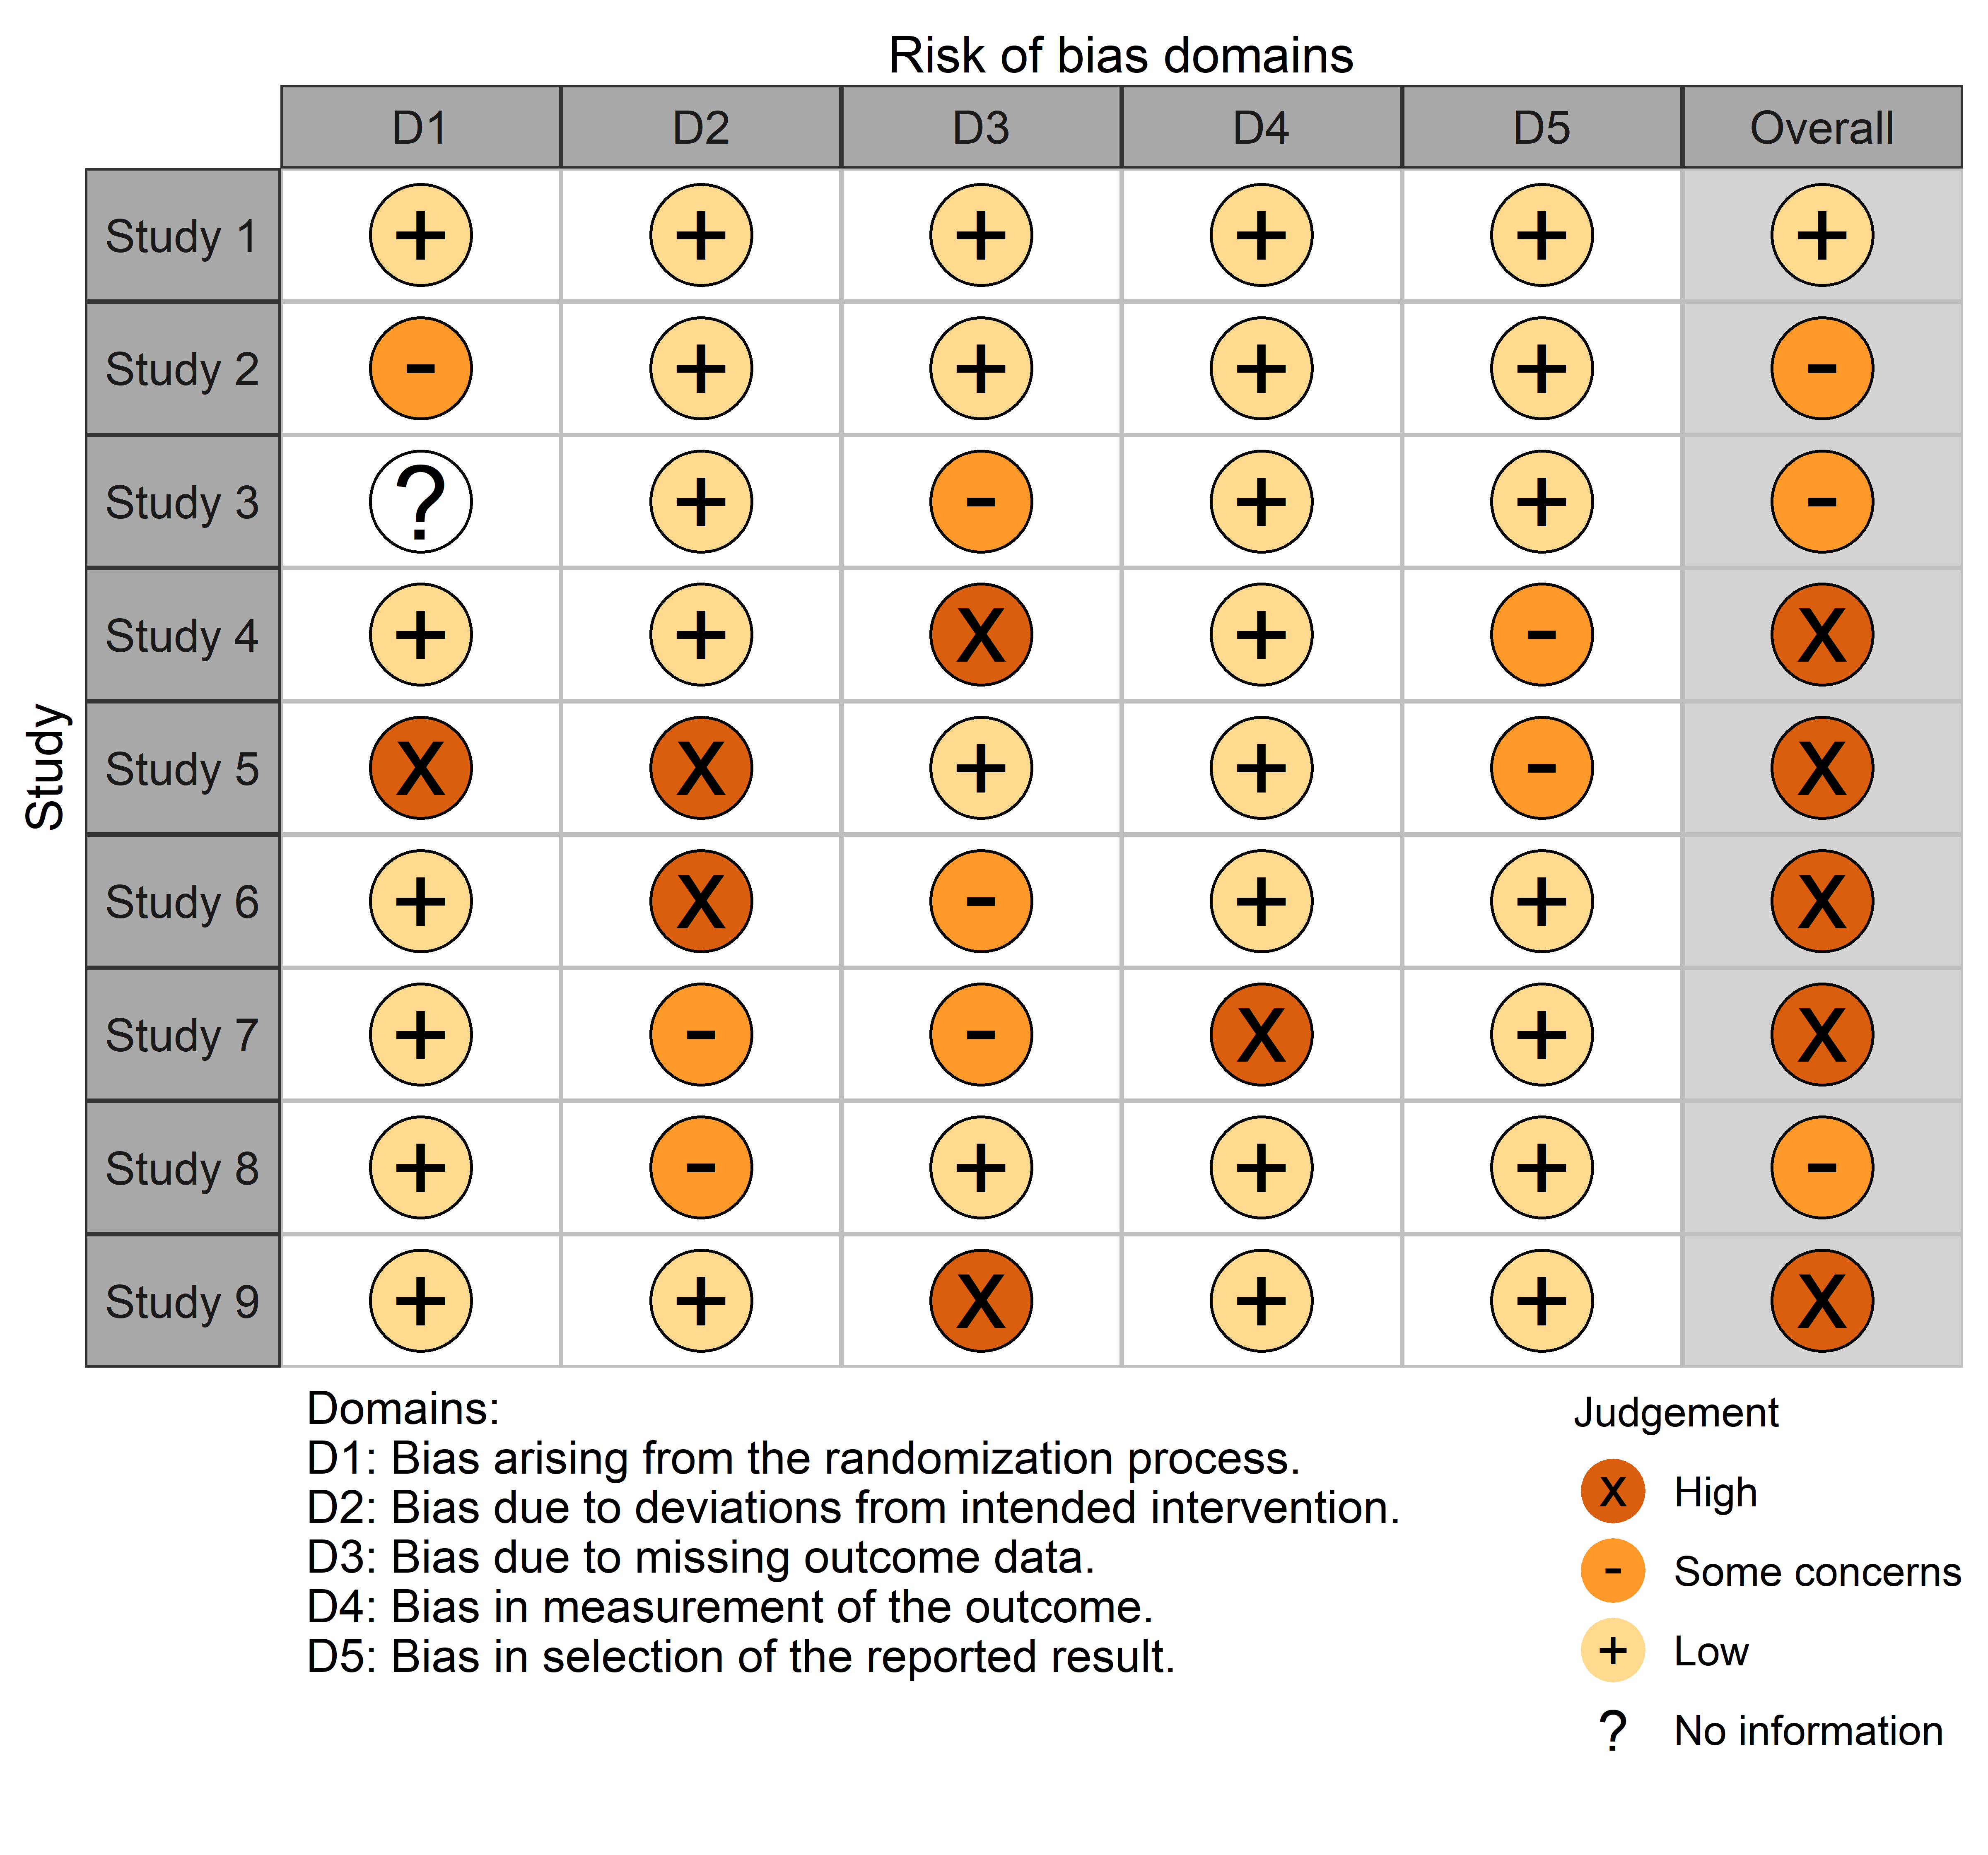 Risk of bias domains
D1 D2 D3 D4 D5 Overall
Study
Study 1 + + + + + +
Study 2 - + + + + -
Study 3 ? + - + + -
Study 4 + + X + - X
Study 5 X X + + - X
Study 6 + X - + + X
Study 7 + - - X + X
Study 8 + - + + + -
Study 9 + + X + + X
Domains:
D1: Bias arising from the randomization process.
D2: Bias due to deviations from intended intervention.
D3: Bias due to missing outcome data.
D4: Bias in measurement of the outcome.
D5: Bias in selection of the reported result.
Judgement
X High
- Some concerns
+ Low
? No information